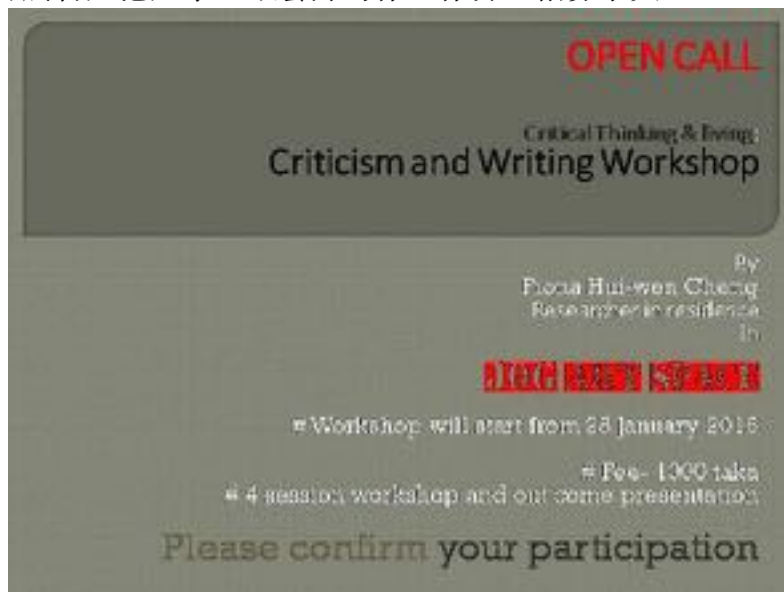 OPEN CALL
Critical Thinking & living:
Criticism and Writing Workshop
By
Fiona Hui-wen Cheng
Researcher in residence
In
# Workshop will start from 28 January 2015
# Fee- 1000 taka
# 4 session workshop and out come presentation
Please confirm your participation